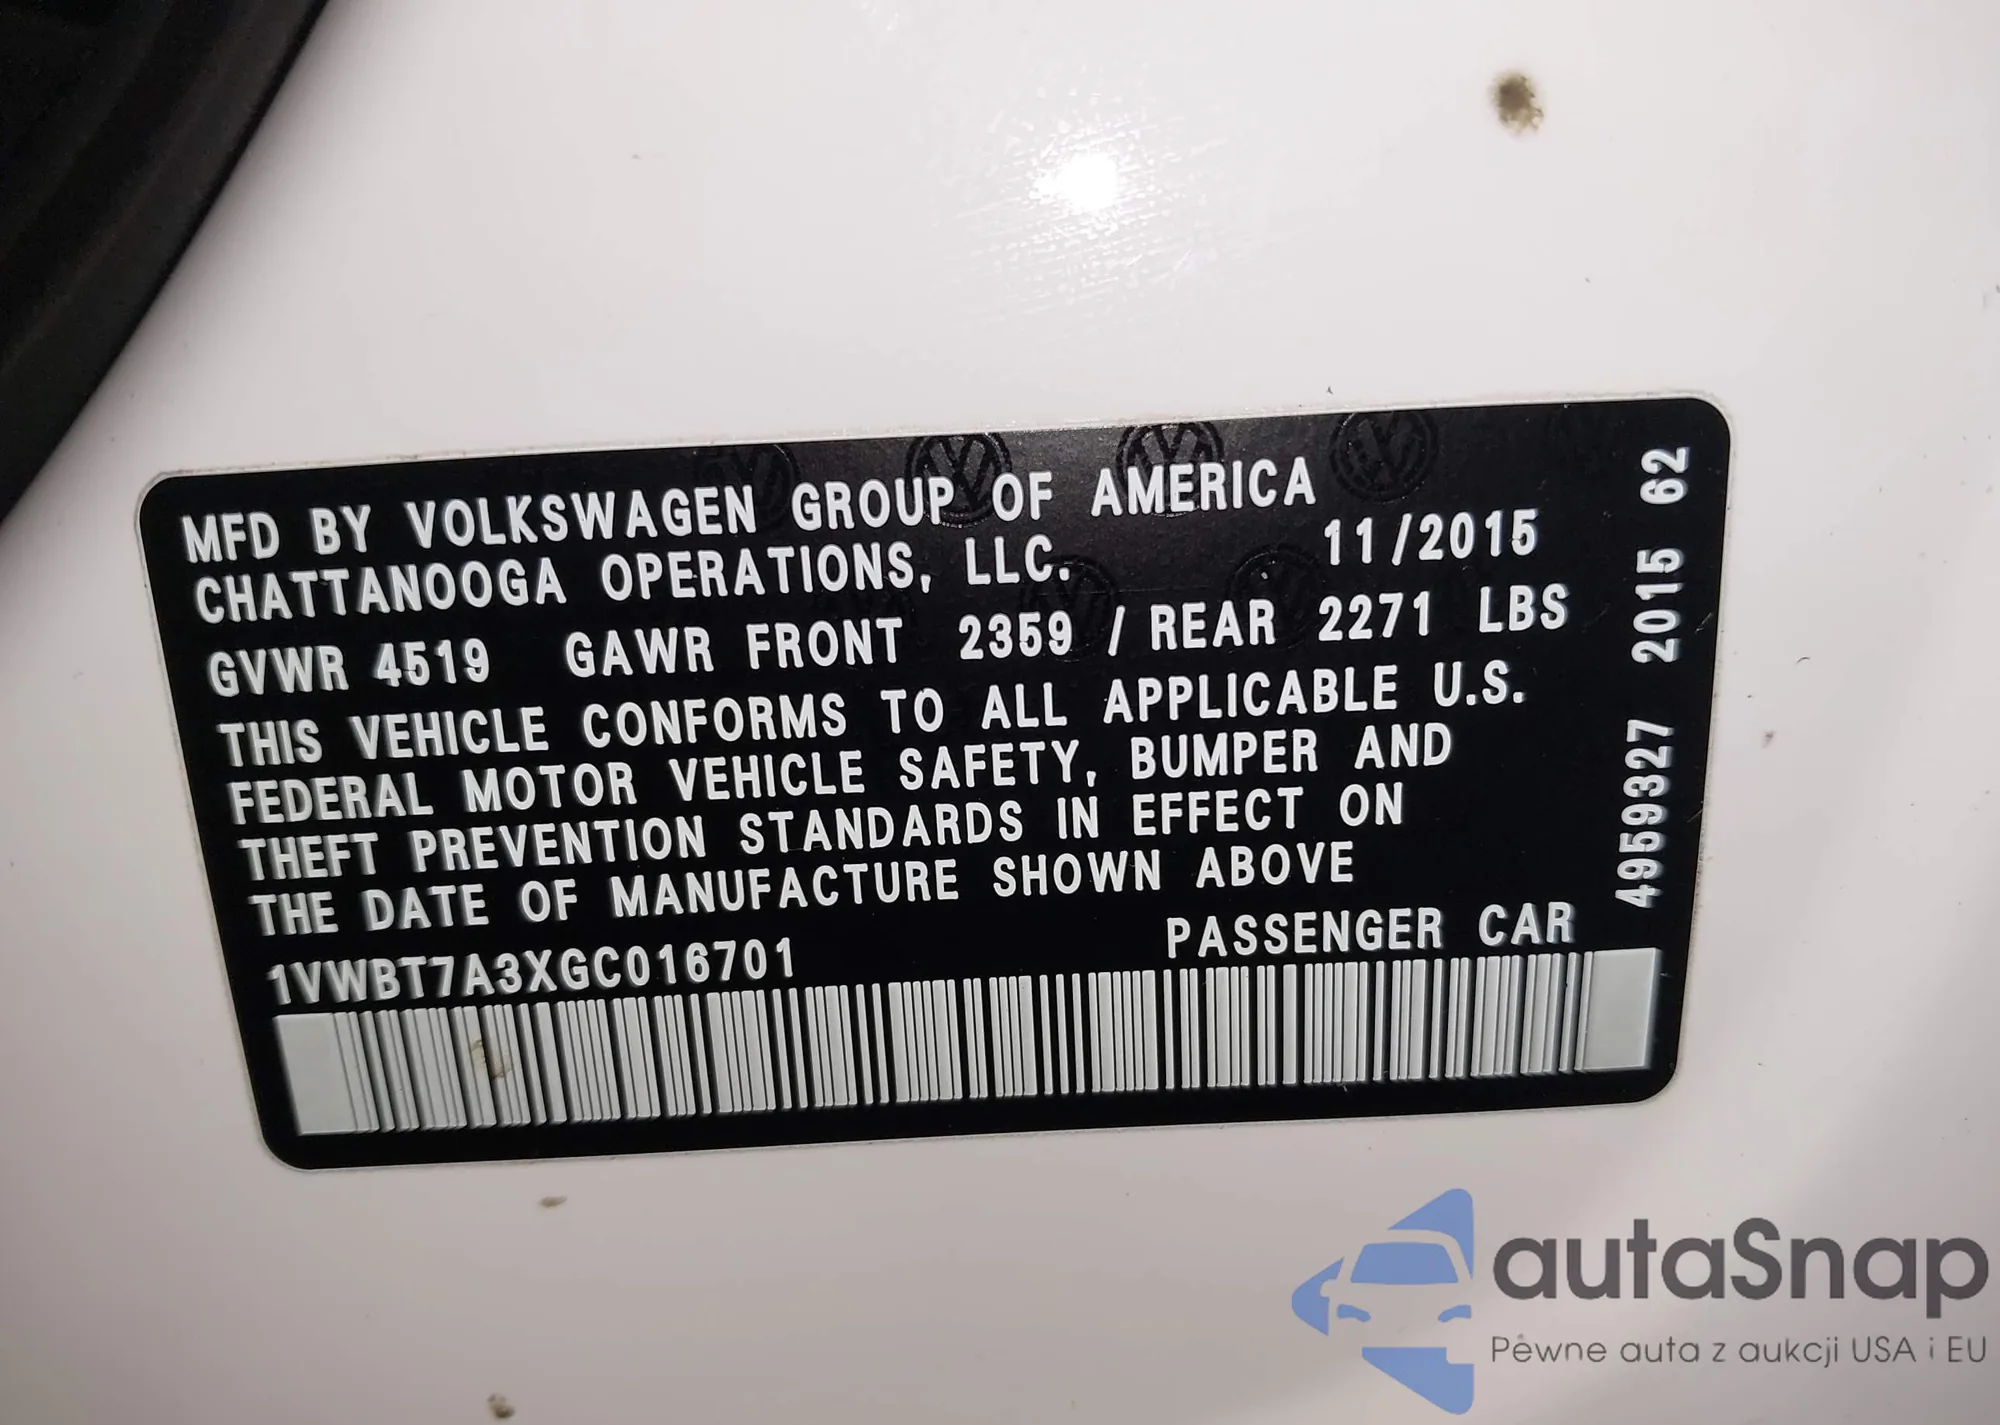 MFD BY VOLKSWAGEN GROUP OF AMERICA
CHATTANOOGA OPERATIONS, LLC. 11/2015
GVWR 4519 GAWR FRONT 2359 / REAR 2271 LBS
THIS VEHICLE CONFORMS TO ALL APPLICABLE U.S.
FEDERAL MOTOR VEHICLE SAFETY, BUMPER AND
THEFT PREVENTION STANDARDS IN EFFECT ON
THE DATE OF MANUFACTURE SHOWN ABOVE
1VWBT7A3XGC016701 PASSENGER CAR
4959327 2015 62
autaSnap
Pewne auta z aukcji USA i EU